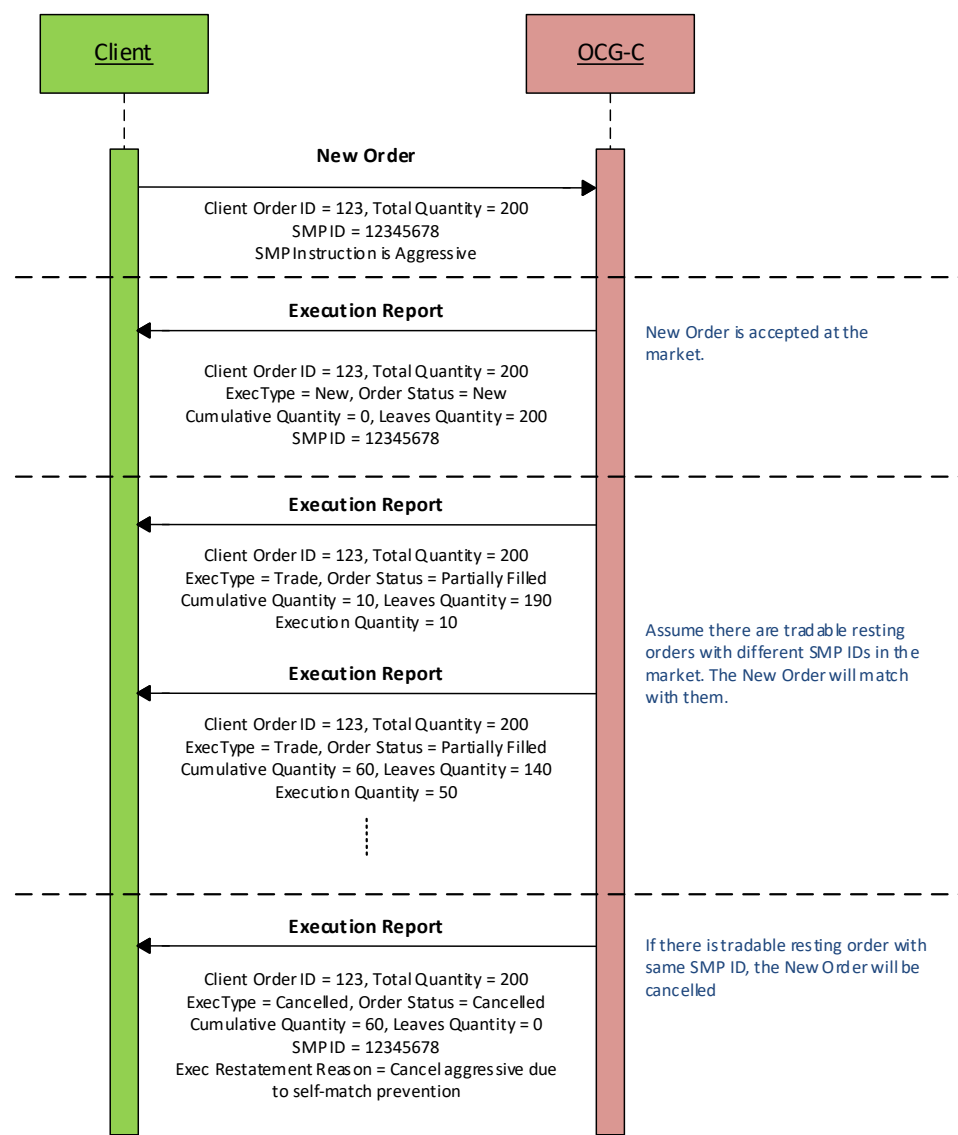 Client
OCG-C
New Order
Client Order ID = 123, Total Quantity = 200
SMP ID = 12345678
SMP Instruction is Aggressive
Execution Report
New Order is accepted at the
market.
Client Order ID = 123, Total Quantity = 200
ExecType = New, Order Status = New
Cumulative Quantity = 0, Leaves Quantity = 200
SMP ID = 12345678
Execution Report
Client Order ID = 123, Total Quantity = 200
ExecType = Trade, Order Status = Partially Filled
Cumulative Quantity = 10, Leaves Quantity = 190
Execution Quantity = 10
Assume there are tradable resting
orders with different SMP IDs in the
market. The New Order will match
with them.
Execution Report
Client Order ID = 123, Total Quantity = 200
ExecType = Trade, Order Status = Partially Filled
Cumulative Quantity = 60, Leaves Quantity = 140
Execution Quantity = 50
Execution Report
If there is tradable resting order with
same SMP ID, the New Order will be
cancelled
Client Order ID = 123, Total Quantity = 200
ExecType = Cancelled, Order Status = Cancelled
Cumulative Quantity = 60, Leaves Quantity = 0
SMP ID = 12345678
Exec Restatement Reason = Cancel aggressive due
to self-match prevention